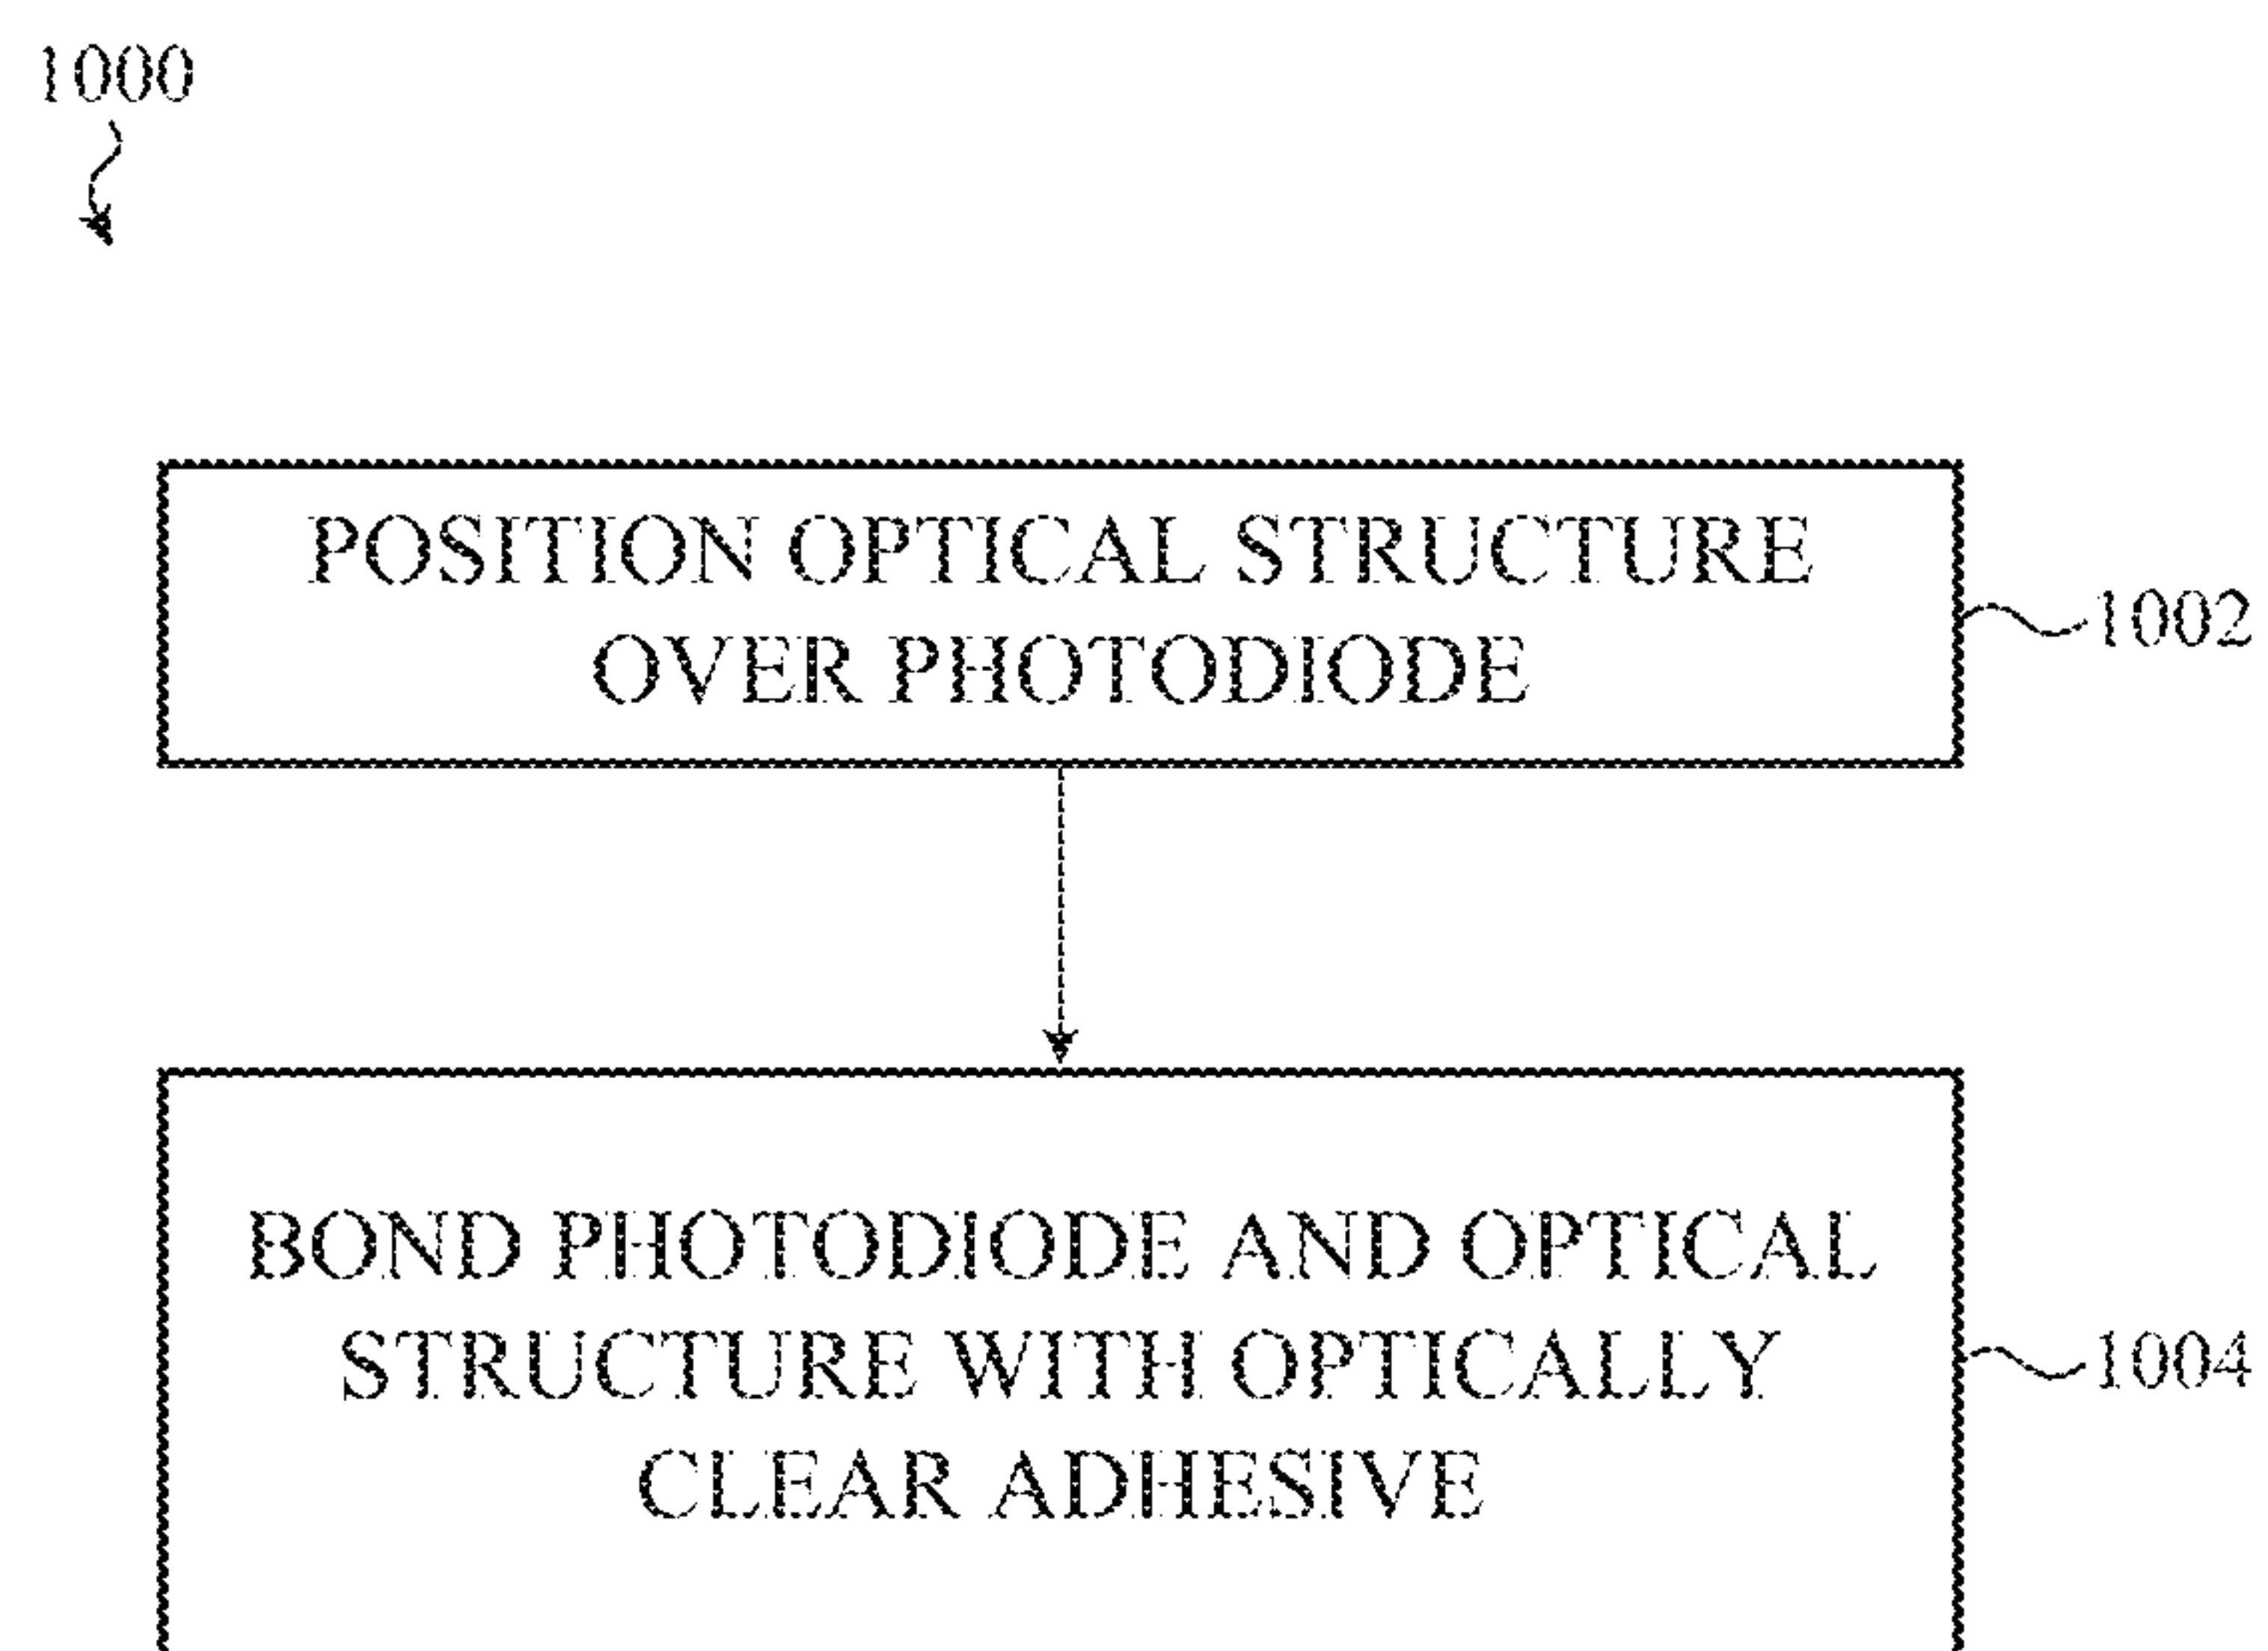 1000
POSITION OPTICAL STRUCTURE
OVER PHOTODIODE
1002
BOND PHOTODIODE AND OPTICAL
STRUCTURE WITH OPTICALLY
CLEAR ADHESIVE
1004